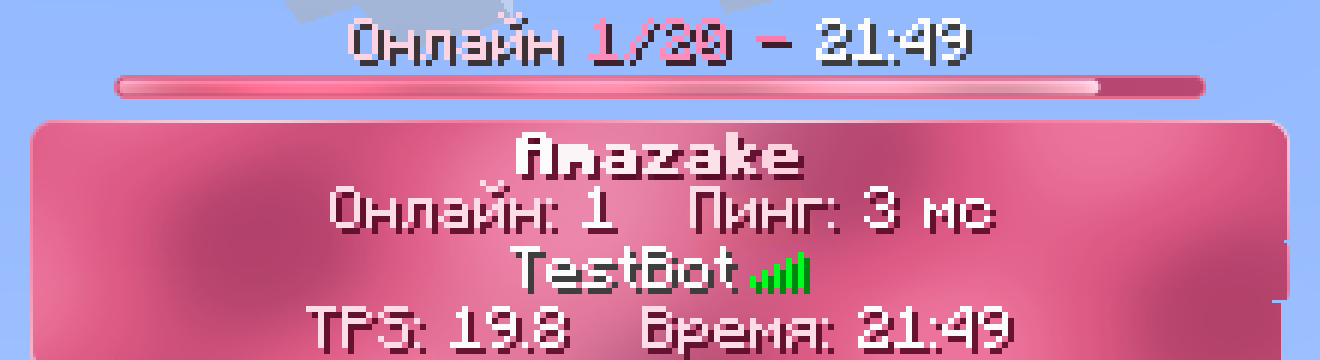 Онлайн 1/20 - 21:49
Amazake
Онлайн: 1 Пинг: 3 мс
TestBot
TPS: 19.8 Время: 21:49